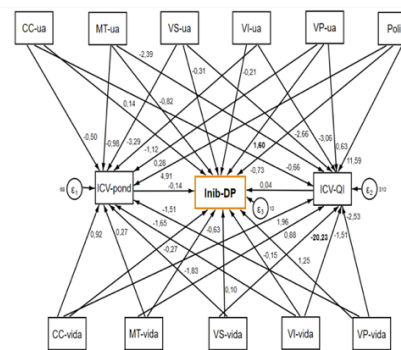 CC-ua MT-ua VS-ua VI-ua VP-ua Poli
-2,39 -0,31 -0,21
0,14 -0,82 -2,66 -3,06 0,63
-0,50 -0,98 -3,29 -1,12 1,60 11,59
0,28 -0,73 -0,66
4,91
ε1 ICV-pond -0,14 Inib-DP 0,04 ICV-QI ε2
ε3
-1,51 1,96 -2,53
0,92 0,27 -1,65 -0,63 0,68 -20,23 -1,51
-0,27
-1,83 -0,15 1,25
0,10
CC-vida MT-vida VS-vida VI-vida VP-vida